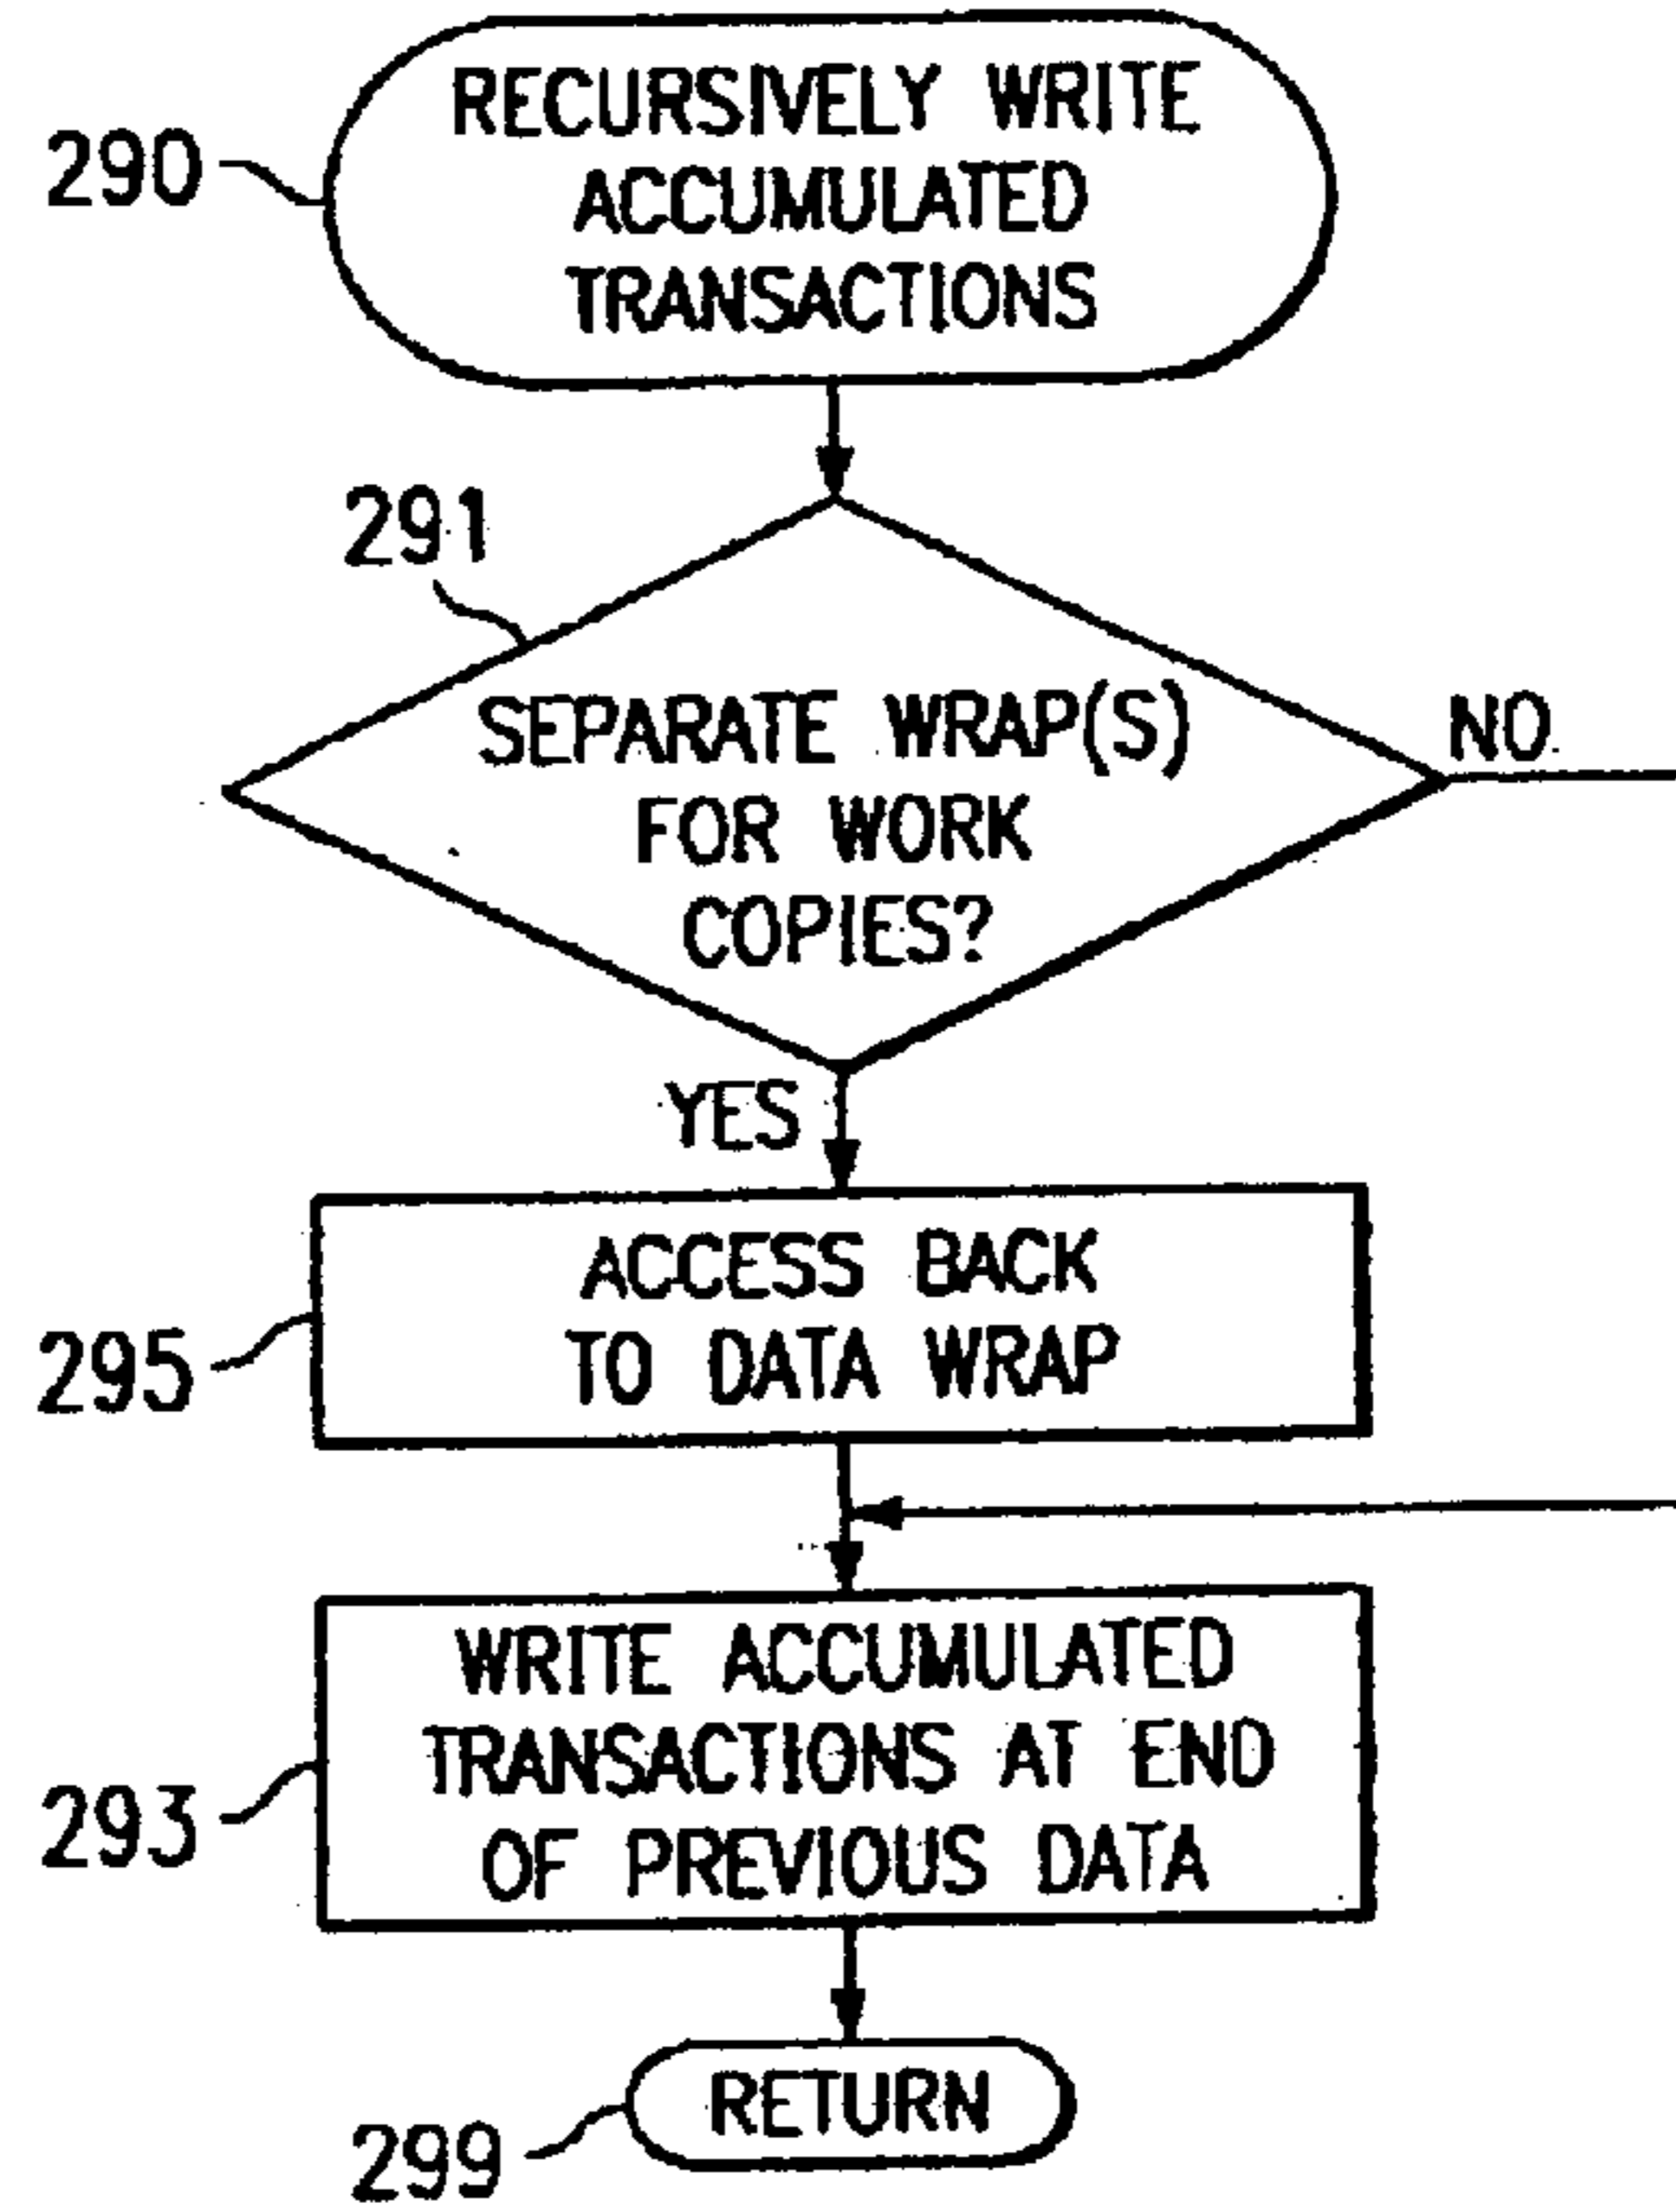 RECURSIVELY WRITE
ACCUMULATED
TRANSACTIONS
290
291
SEPARATE WRAP(S)
FOR WORK
COPIES?
NO
YES
ACCESS BACK
TO DATA WRAP
295
WRITE ACCUMULATED
TRANSACTIONS AT END
OF PREVIOUS DATA
293
RETURN
299